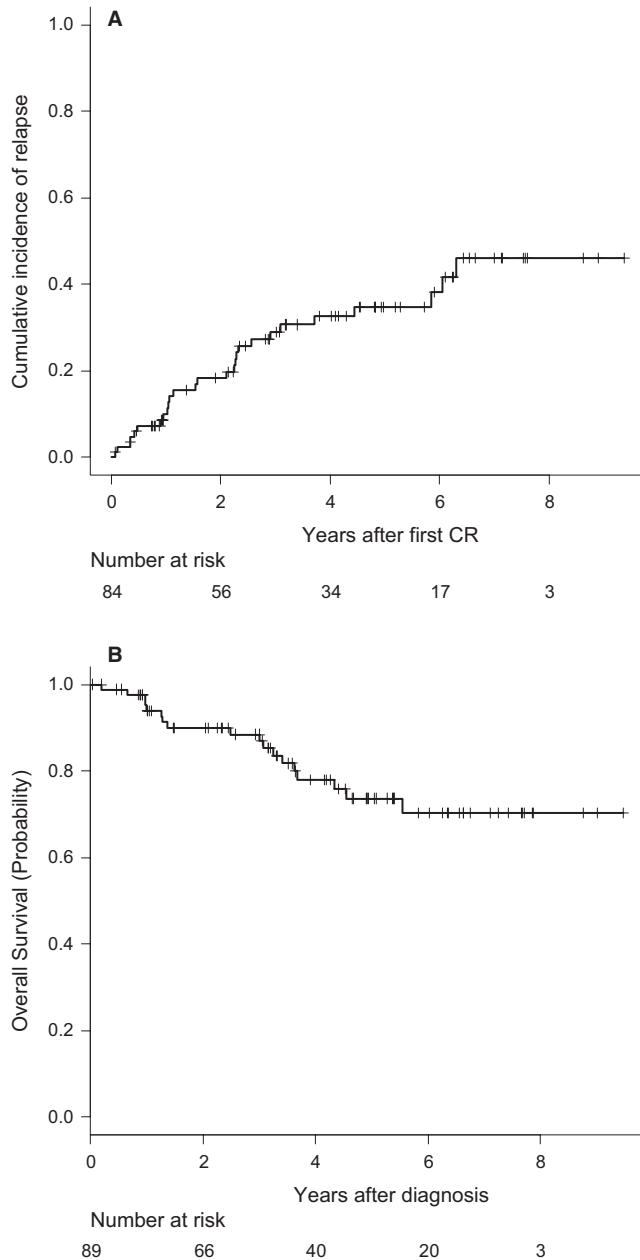 A
1.0
0.8
0.6
0.4
0.2
0.0
Cumulative incidence of relapse
0 2 4 6 8
Years after first CR
Number at risk
84 56 34 17 3
B
1.0
0.8
0.6
0.4
0.2
0.0
Overall Survival (Probability)
0 2 4 6 8
Years after diagnosis
Number at risk
89 66 40 20 3